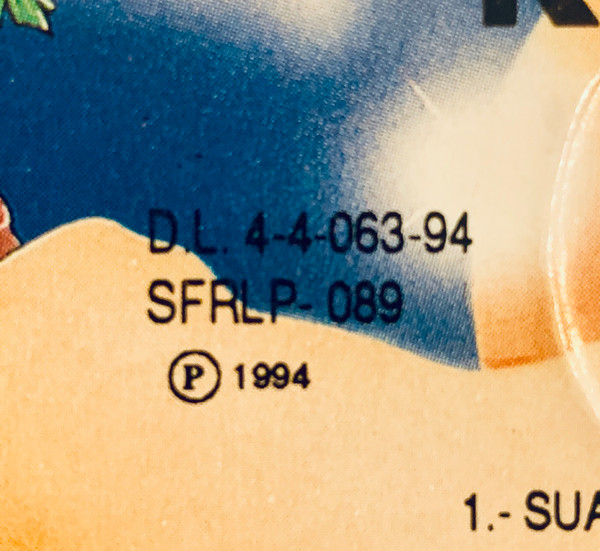 D.L. 4-4-063-94
SFRLP- 089
Ⓟ 1994
1.- SUA